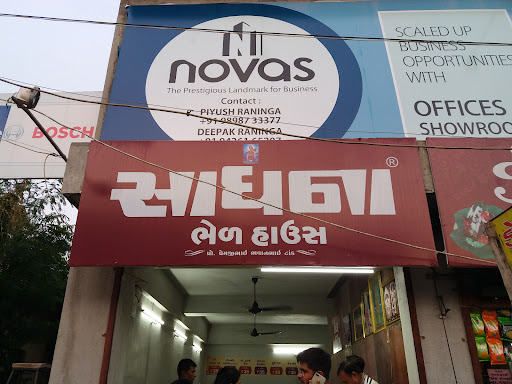 novas
The Prestigious Landmark for Business
Contact :
PIYUSH RANINGA
+91 98987 33377
DEEPAK RANINGA
SCALED UP
BUSINESS
OPPORTUNITIES
WITH
OFFICES
SHOWROO
BOSCH
સાધના ®
ભેળ હાઉસ